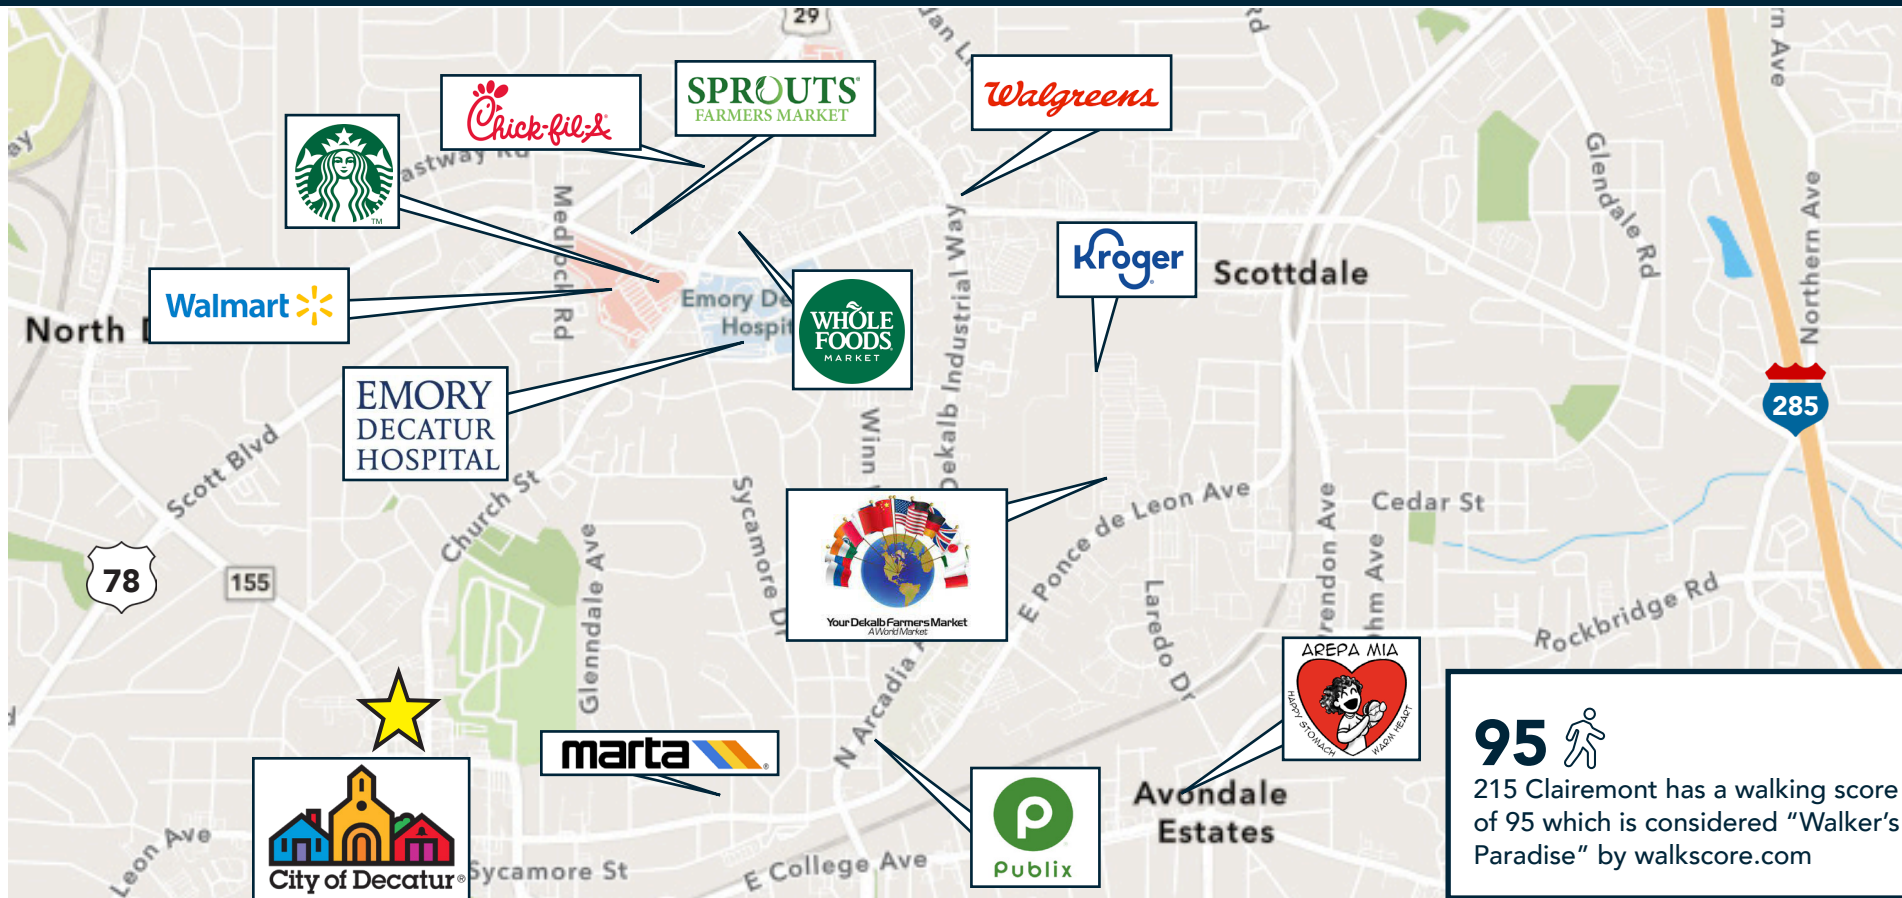 29
Rd
Chick-fil-A
SPROUTS
FARMERS MARKET
Walgreens
TM
Medlock Rd
Glendale Rd
Northern Ave
Kroger
Scottdale
Walmart
North
Emory De
Hospit
WHOLE
FOODS
MARKET
Dekalb Industrial Way
285
EMORY
DECATUR
HOSPITAL
Winn
Scott Blvd
Church St
Sycamore Dr
E Ponce de Leon Ave
Cedar St
78
155
Glenndale Ave
Your Dekalb Farmers Market
A World Market
Laredo Dr
Rockbridge Rd
AREPA MIA
HAPPY STOMACH
WARM HEART
N Arcadia
marta
Publix
Avondale
Estates
City of Decatur
Leon Ave
Sycamore St
E College Ave
95
215 Clairemont has a walking score
of 95 which is considered “Walker’s
Paradise” by walkscore.com